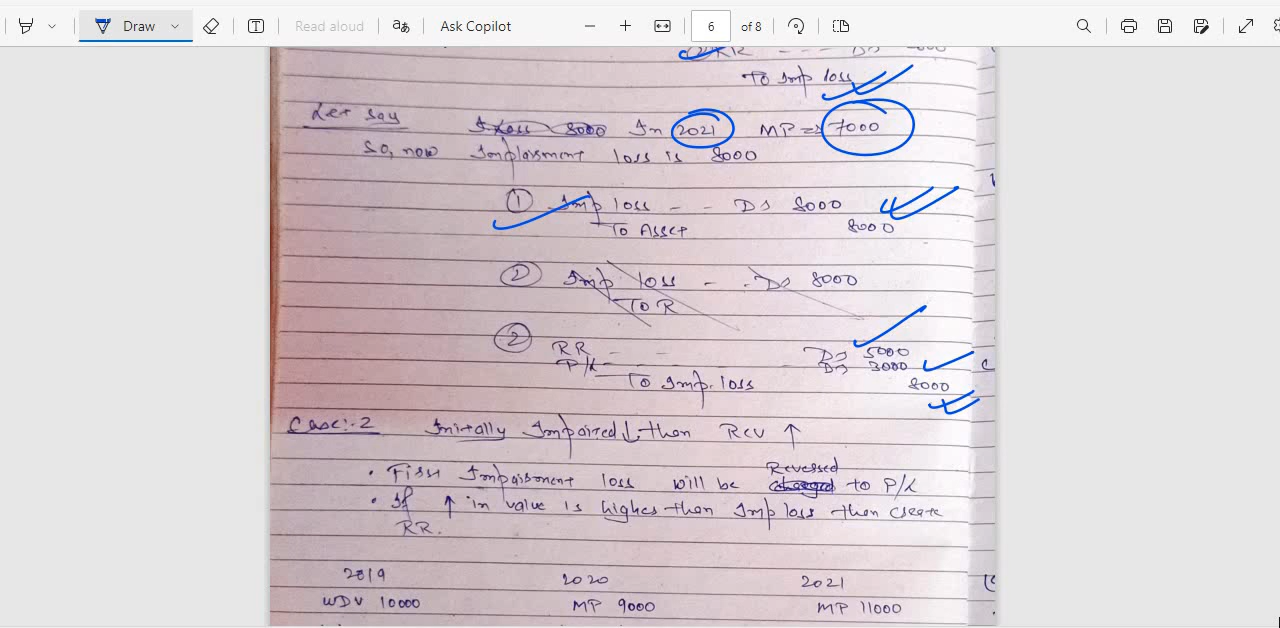 Draw
Read aloud
aあ
Ask Copilot
6 of 8
To Imp loss
Let say In 2021 MP => 7000
So, now Impairment loss is 8000
① Imp loss - - Dr 8000
To Asset 8000
② Imp loss - - Dr 8000
To R
② RR - - Dr 5000
P/L - - Dr 3000
To Imp. loss 8000
Case:-2 Initially Impaired ↓ then Rev ↑
• First Impairment loss will be Reversed charged to P/L
• If ↑ in value is higher than Imp loss then create
RR.
2019 2020 2021
WDV 10000 MP 9000 MP 11000